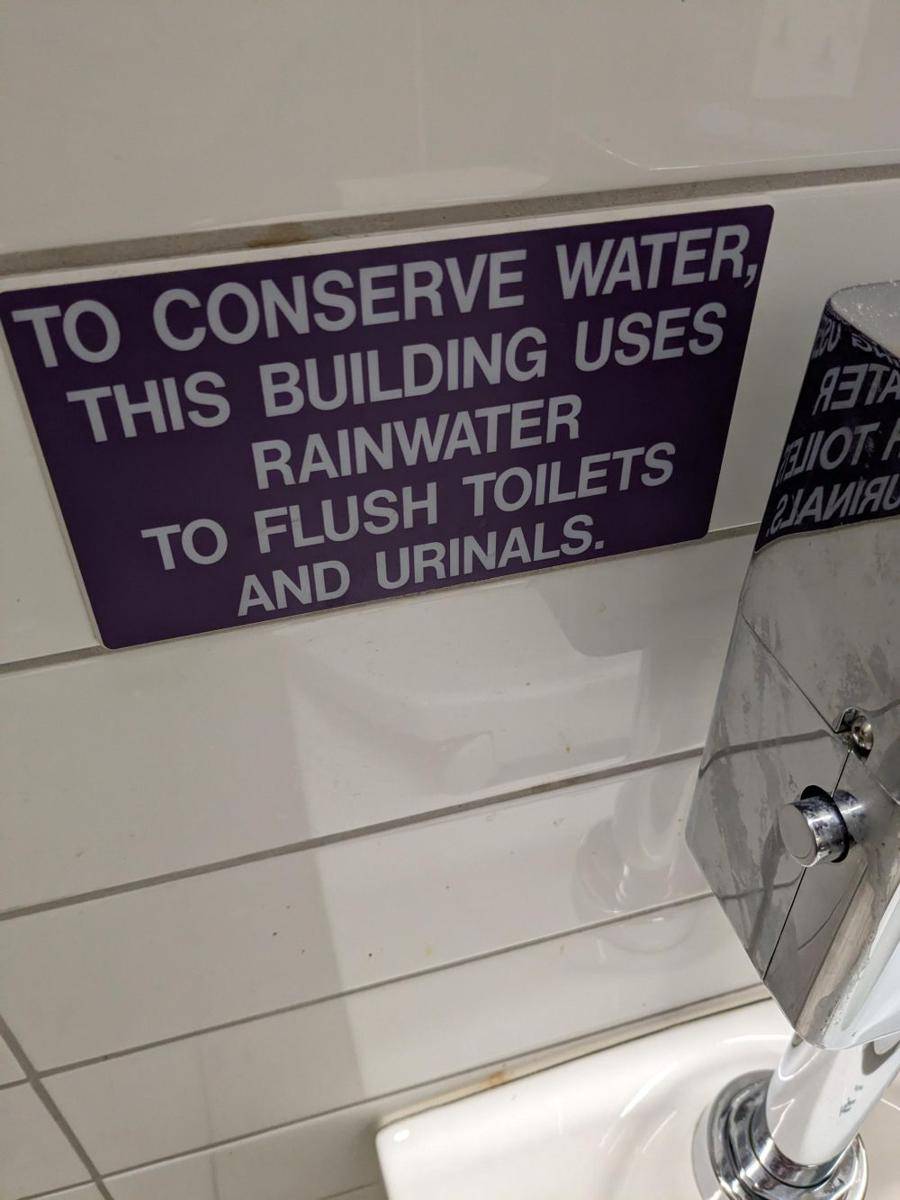 TO CONSERVE WATER,
THIS BUILDING USES
RAINWATER
TO FLUSH TOILETS
AND URINALS.